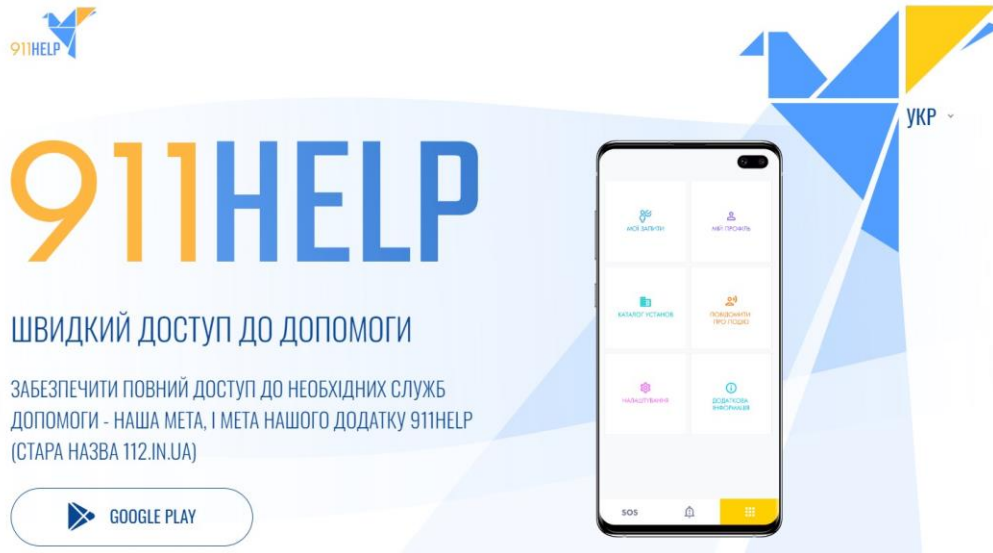 911HELP
УКР
911HELP
ШВИДКИЙ ДОСТУП ДО ДОПОМОГИ
ЗАБЕЗПЕЧИТИ ПОВНИЙ ДОСТУП ДО НЕОБХІДНИХ СЛУЖБ
ДОПОМОГИ - НАША МЕТА, І МЕТА НАШОГО ДОДАТКУ 911HELP
(СТАРА НАЗВА 112.IN.UA)
GOOGLE PLAY
МОЇ ЗАПИТИ
МІЙ ПРОФІЛЬ
КАТАЛОГ УСТАНОВ
ПОВІДОМИТИ
ПРО ПОДІЮ
НАЛАШТУВАННЯ
ДОДАТКОВА
ІНФОРМАЦІЯ
SOS